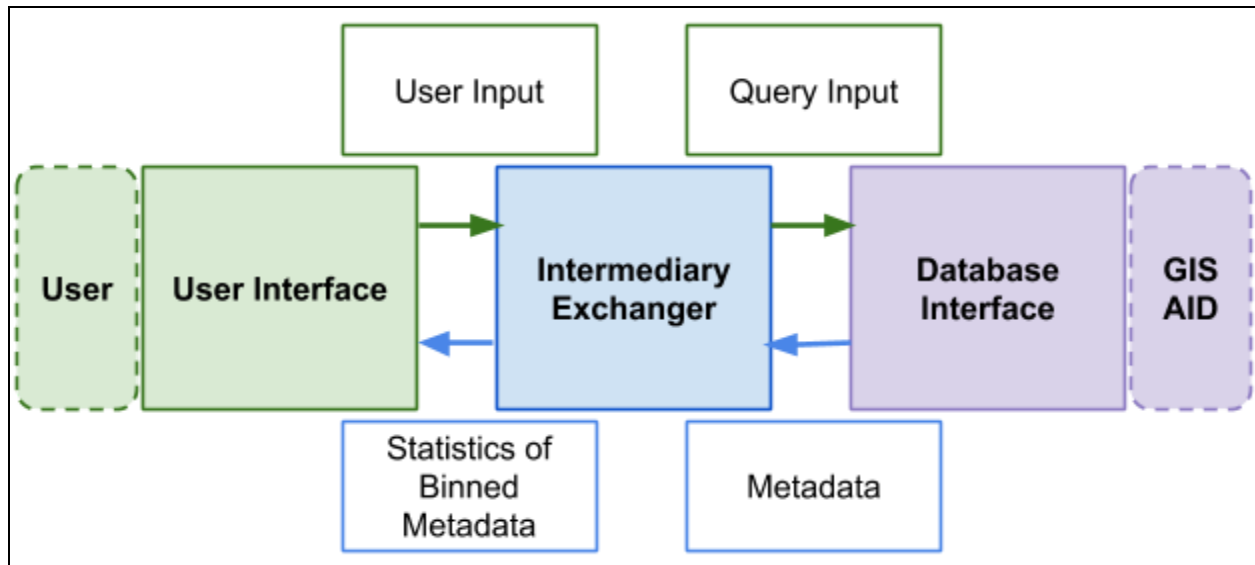 User Input
Query Input
User
User Interface
Intermediary
Exchanger
Database
Interface
GIS
AID
Statistics of
Binned
Metadata
Metadata